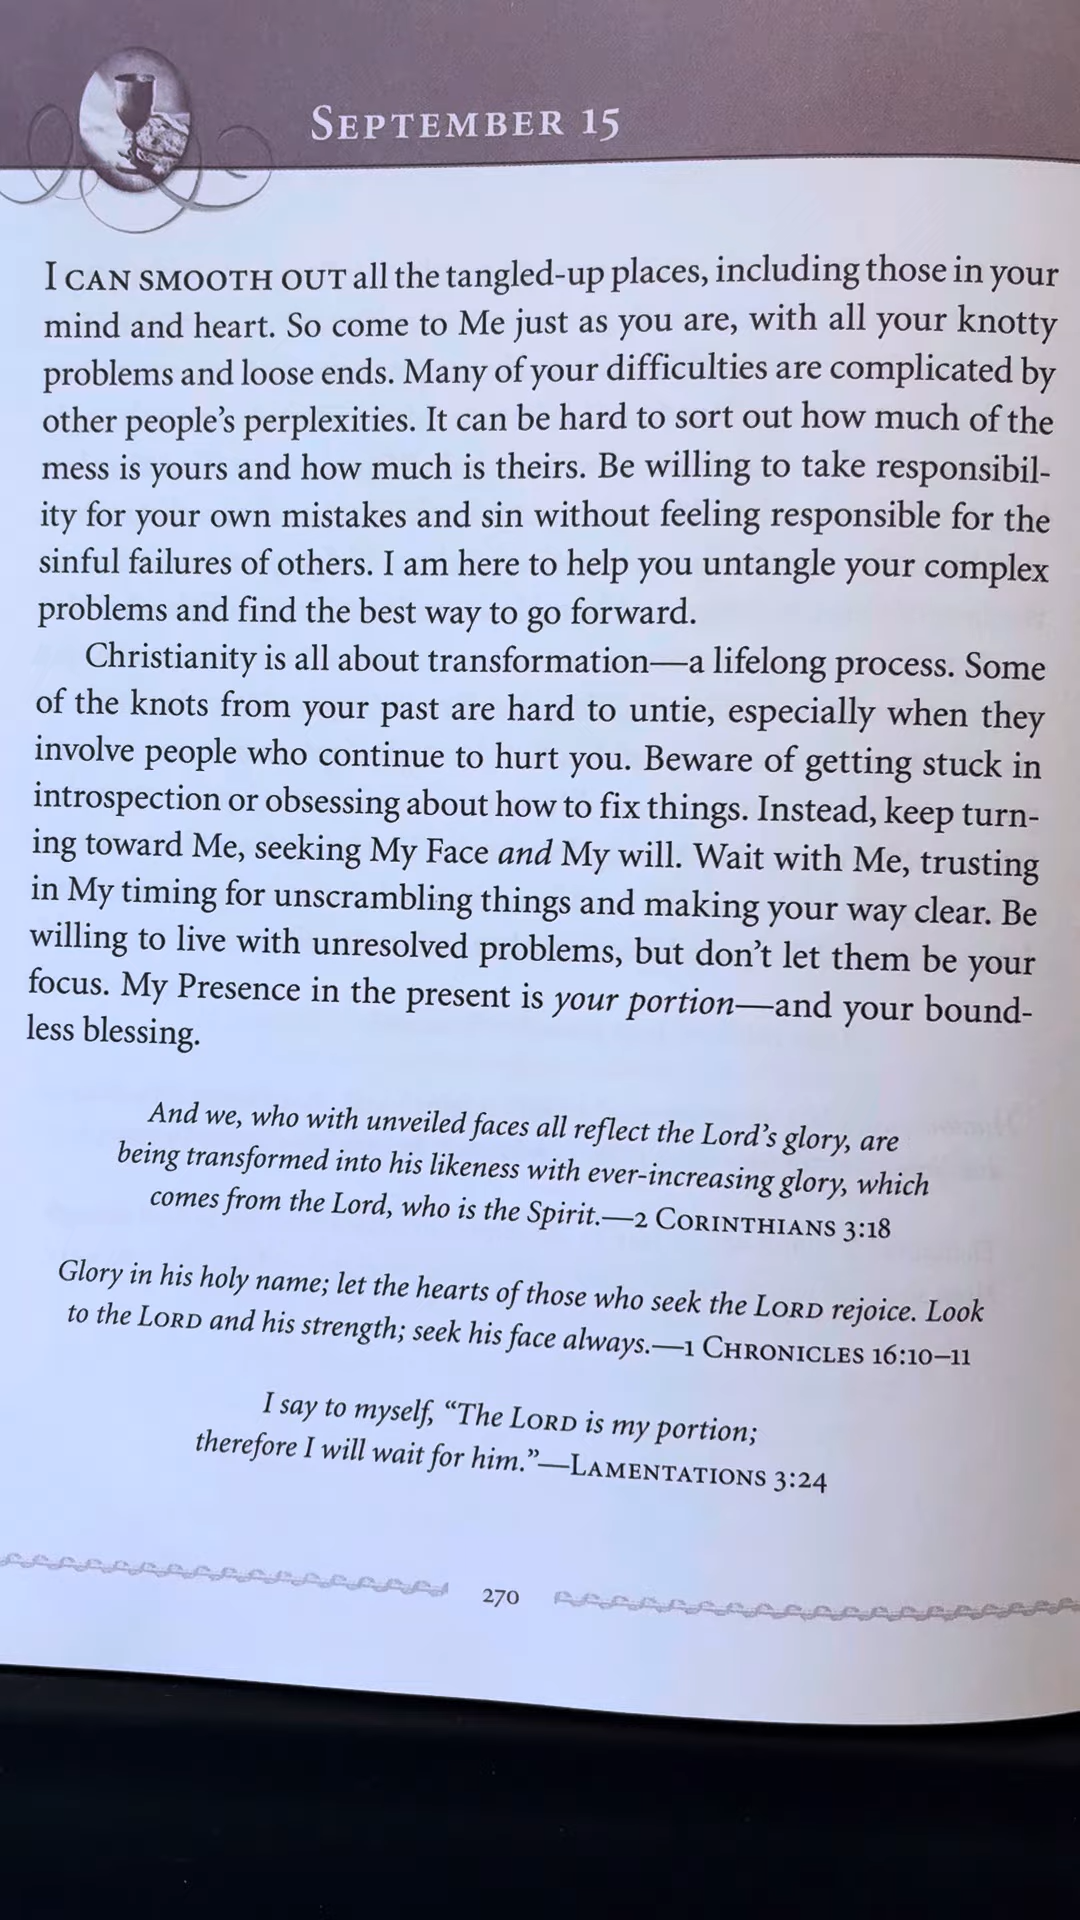 September 15
I can smooth out all the tangled-up places, including those in your
mind and heart. So come to Me just as you are, with all your knotty
problems and loose ends. Many of your difficulties are complicated by
other people's perplexities. It can be hard to sort out how much of the
mess is yours and how much is theirs. Be willing to take responsibil-
ity for your own mistakes and sin without feeling responsible for the
sinful failures of others. I am here to help you untangle your complex
problems and find the best way to go forward.
Christianity is all about transformation—a lifelong process. Some
of the knots from your past are hard to untie, especially when they
involve people who continue to hurt you. Beware of getting stuck in
introspection or obsessing about how to fix things. Instead, keep turn-
ing toward Me, seeking My Face and My will. Wait with Me, trusting
in My timing for unscrambling things and making your way clear. Be
willing to live with unresolved problems, but don't let them be your
focus. My Presence in the present is your portion—and your bound-
less blessing.
And we, who with unveiled faces all reflect the Lord's glory, are
being transformed into his likeness with ever-increasing glory, which
comes from the Lord, who is the Spirit.—2 Corinthians 3:18
Glory in his holy name; let the hearts of those who seek the Lord rejoice. Look
to the Lord and his strength; seek his face always.—1 Chronicles 16:10–11
I say to myself, “The Lord is my portion;
therefore I will wait for him.”—Lamentations 3:24
270